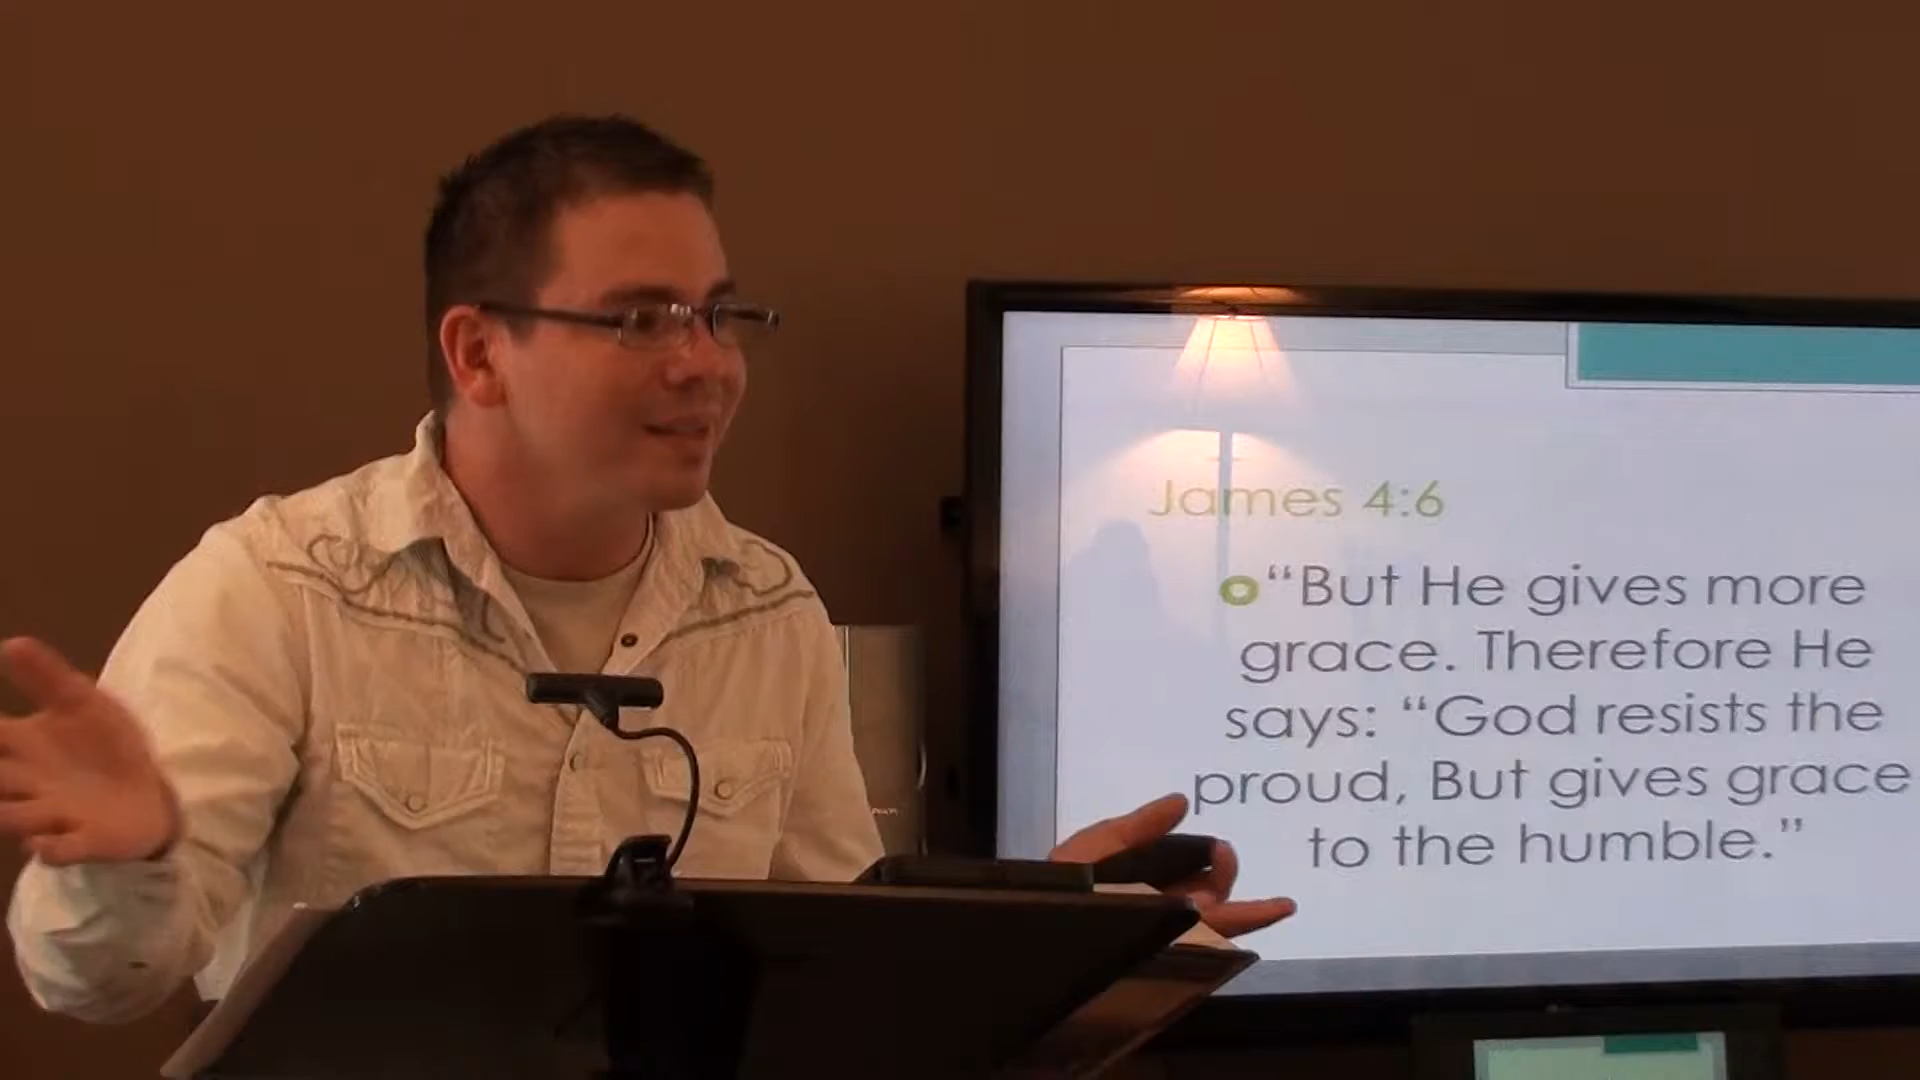 James 4:6
“But He gives more
grace. Therefore He
says: “God resists the
proud, But gives grace
to the humble.”